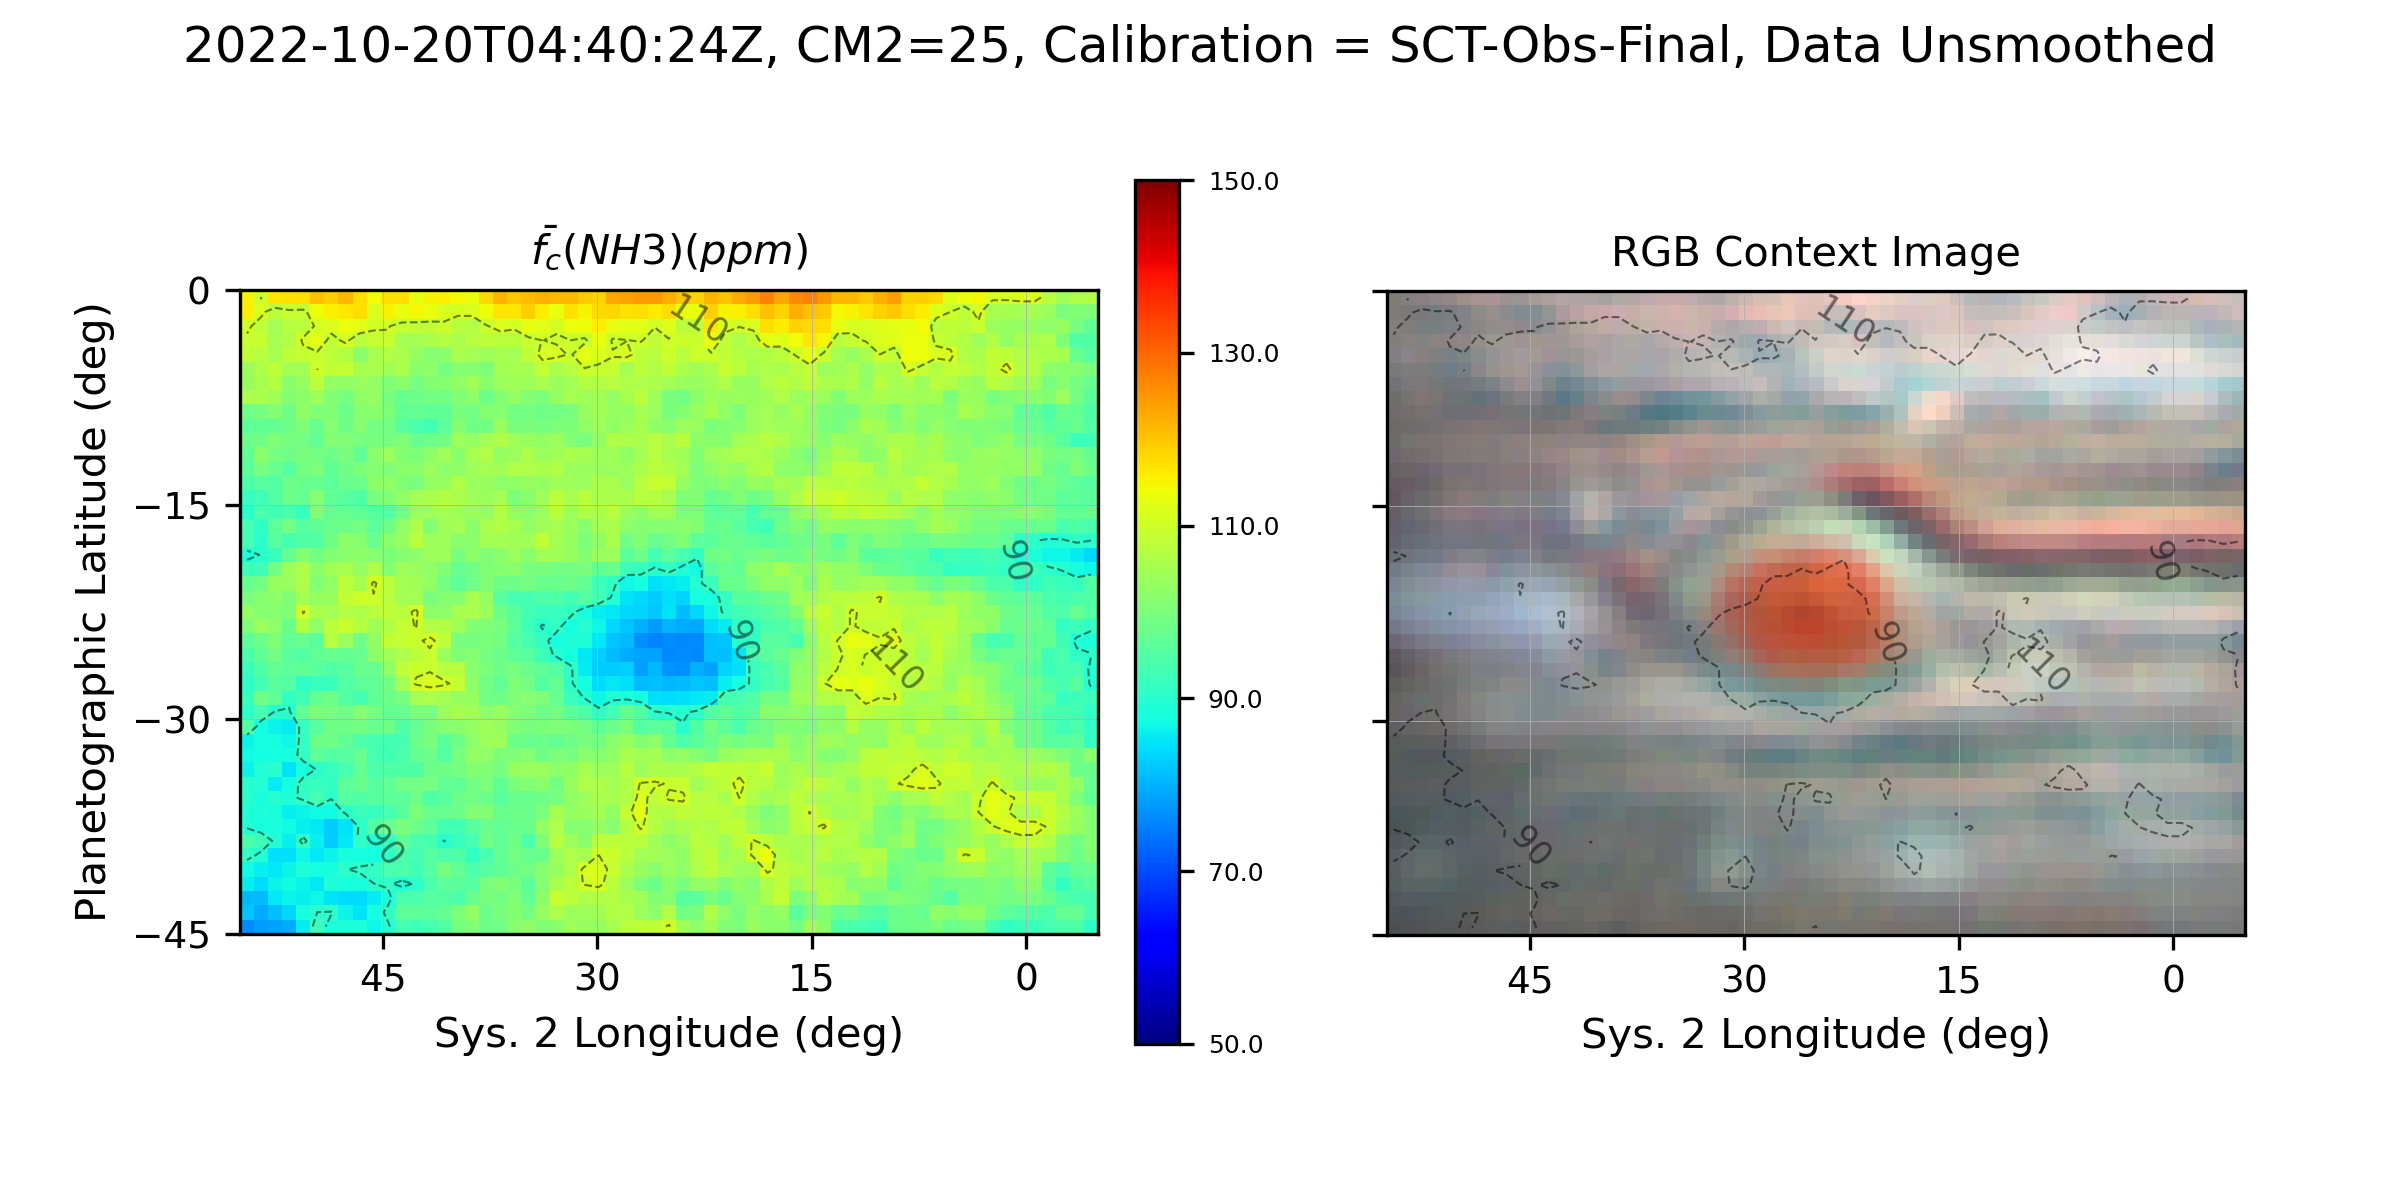 2022-10-20T04:40:24Z, CM2=25, Calibration = SCT-Obs-Final, Data Unsmoothed
f̄c(NH3)(ppm)
Planetographic Latitude (deg)
0
−15
−30
−45
45 30 15 0
Sys. 2 Longitude (deg)
110
90
90
110
90
150.0
130.0
110.0
90.0
70.0
50.0
RGB Context Image
110
90
90
110
90
45 30 15 0
Sys. 2 Longitude (deg)